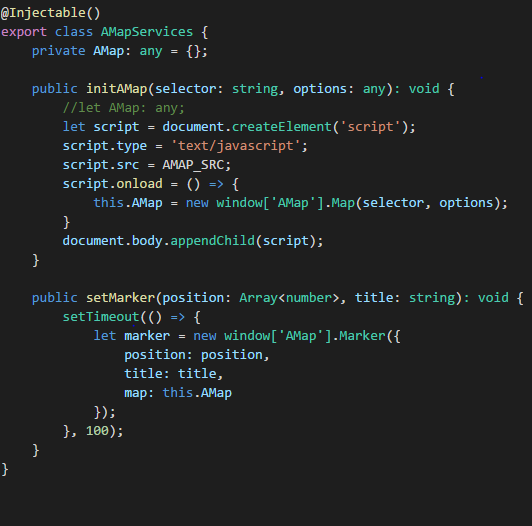 @Injectable()
export class AMapServices {
    private AMap: any = {};

    public initAMap(selector: string, options: any): void {
        //let AMap: any;
        let script = document.createElement('script');
        script.type = 'text/javascript';
        script.src = AMAP_SRC;
        script.onload = () => {
            this.AMap = new window['AMap'].Map(selector, options);
        }
        document.body.appendChild(script);
    }

    public setMarker(position: Array<number>, title: string): void {
        setTimeout(() => {
            let marker = new window['AMap'].Marker({
                position: position,
                title: title,
                map: this.AMap
            });
        }, 100);
    }
}